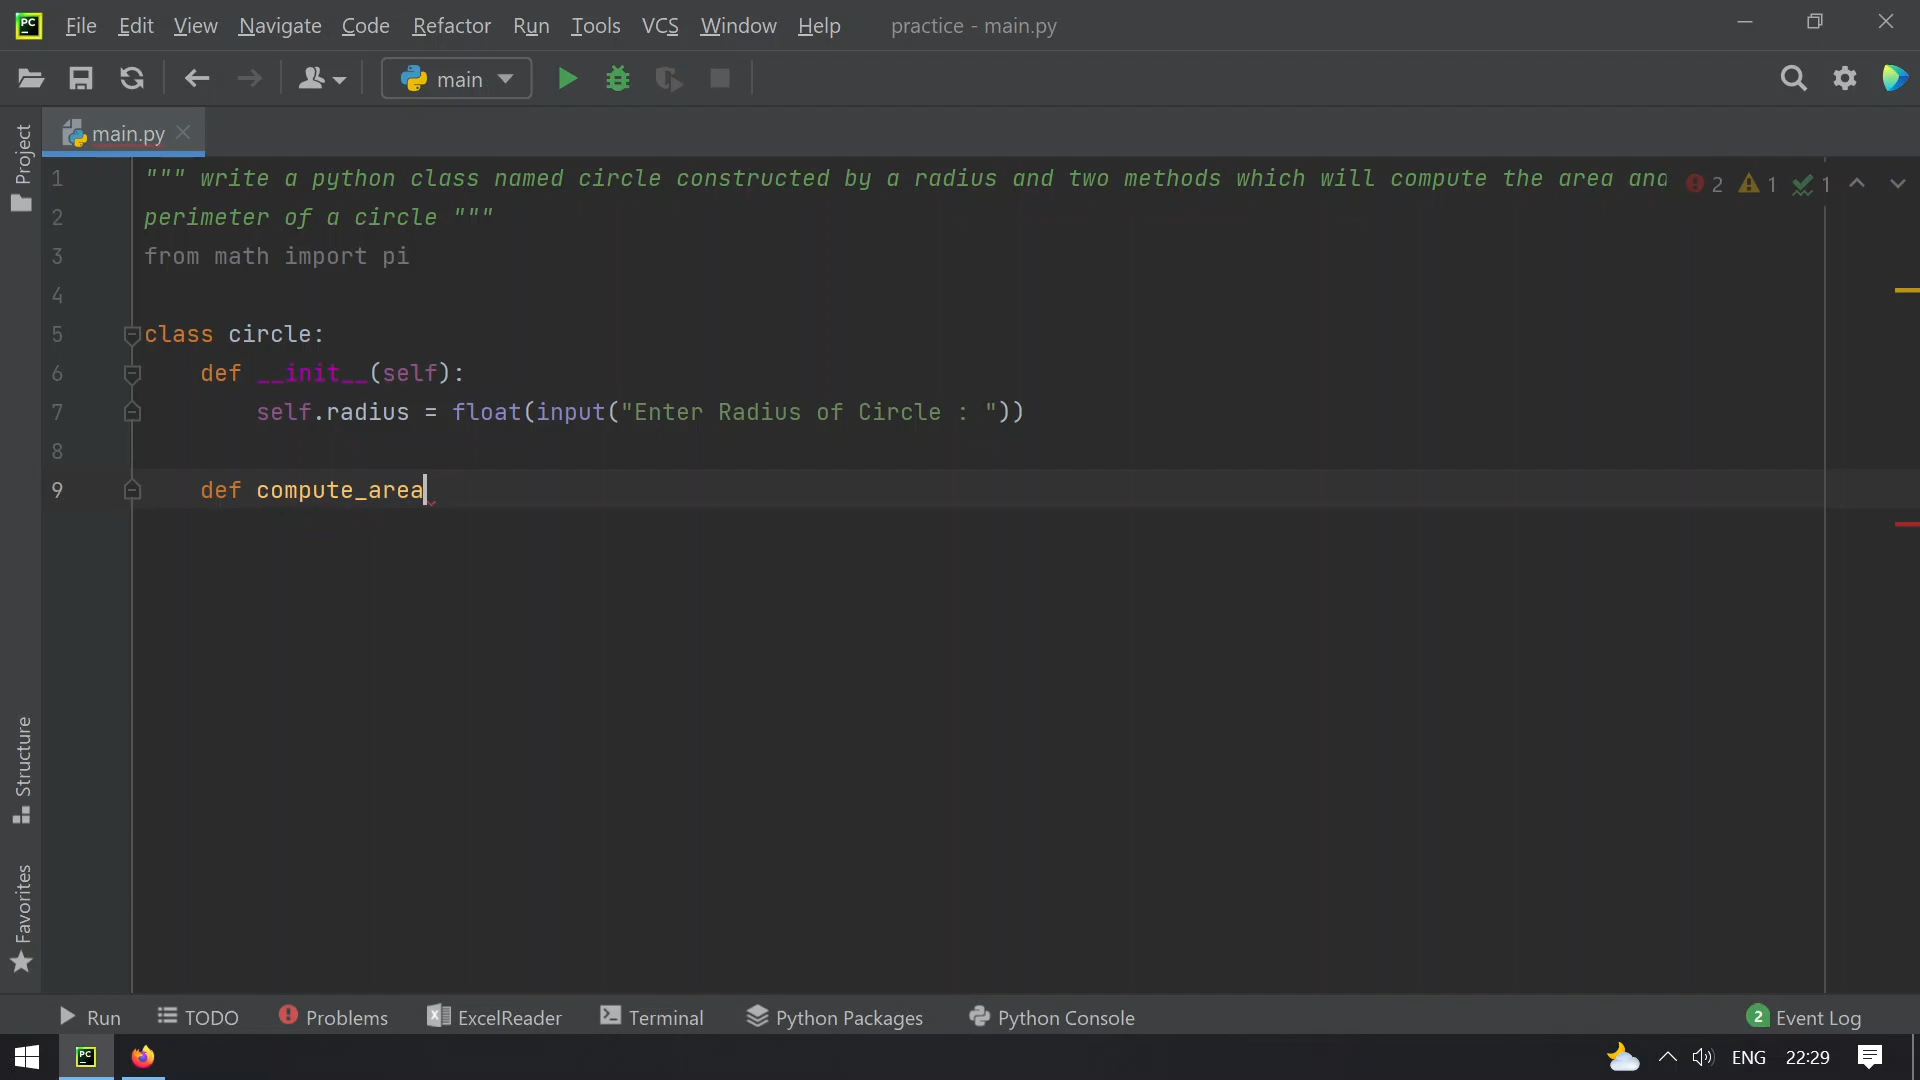 PC File Edit View Navigate Code Refactor Run Tools VCS Window Help practice - main.py
main
main.py
Project
1 """ write a python class named circle constructed by a radius and two methods which will compute the area and 2 1 1
2 perimeter of a circle """
3 from math import pi
4
5 class circle:
6 def __init__(self):
7 self.radius = float(input("Enter Radius of Circle : "))
8
9 def compute_area
Structure
Favorites
Run TODO Problems ExcelReader Terminal Python Packages Python Console 2 Event Log
PC ENG 22:29